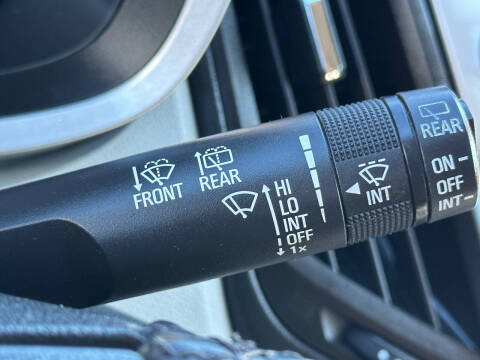 FRONT
REAR
HI
LO
INT
OFF
1x
INT
REAR
ON
OFF
INT